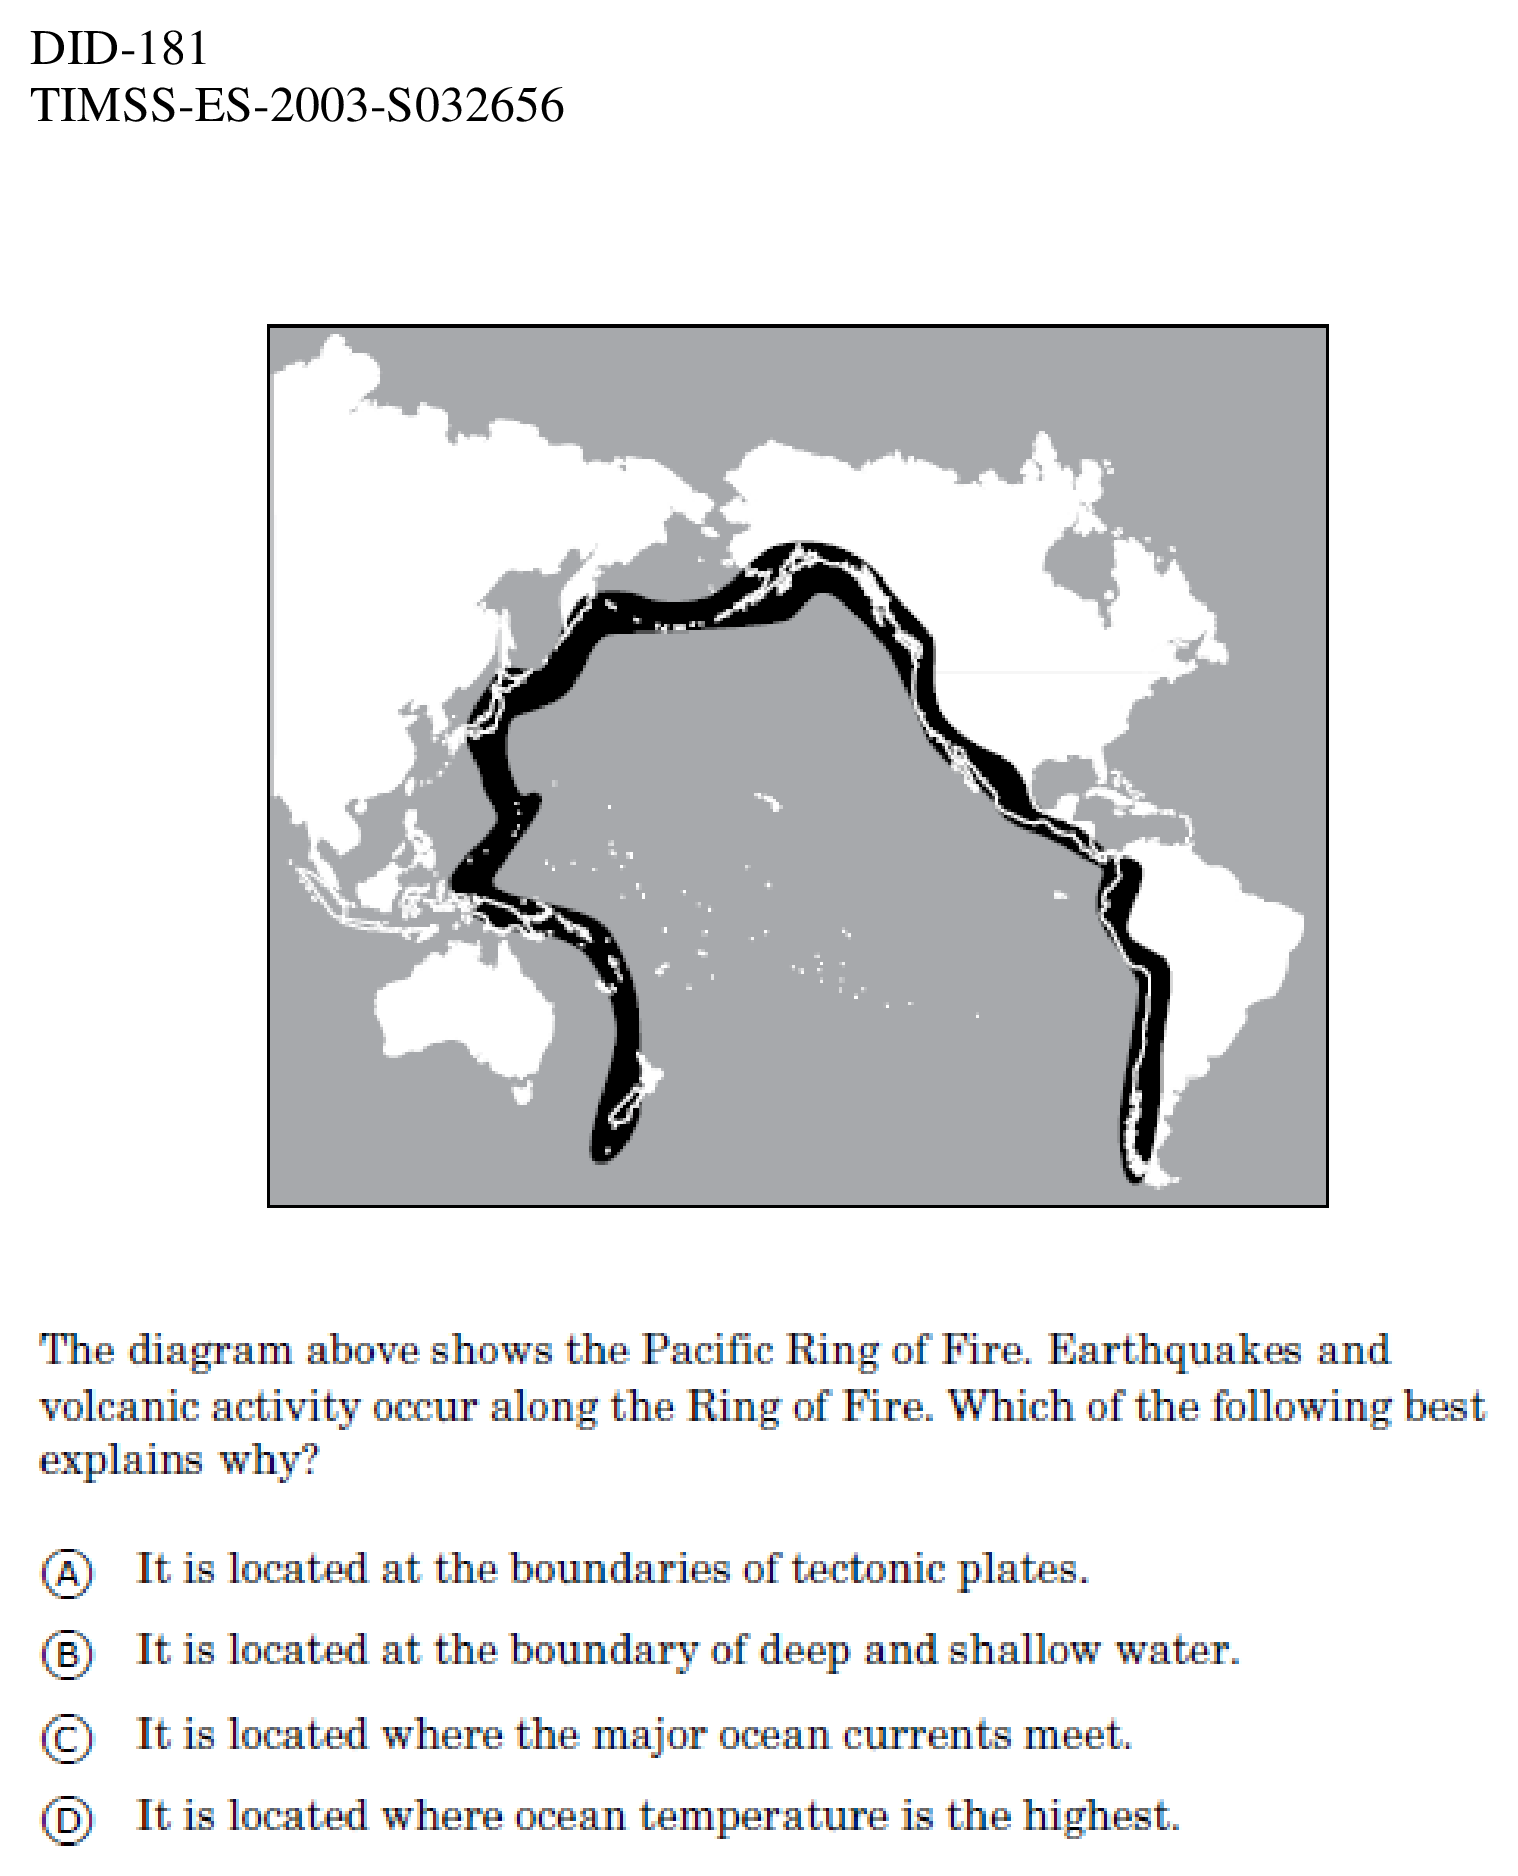 DID-181
TIMSS-ES-2003-S032656
The diagram above shows the Pacific Ring of Fire. Earthquakes and
volcanic activity occur along the Ring of Fire. Which of the following best
explains why?
A It is located at the boundaries of tectonic plates.
B It is located at the boundary of deep and shallow water.
C It is located where the major ocean currents meet.
D It is located where ocean temperature is the highest.